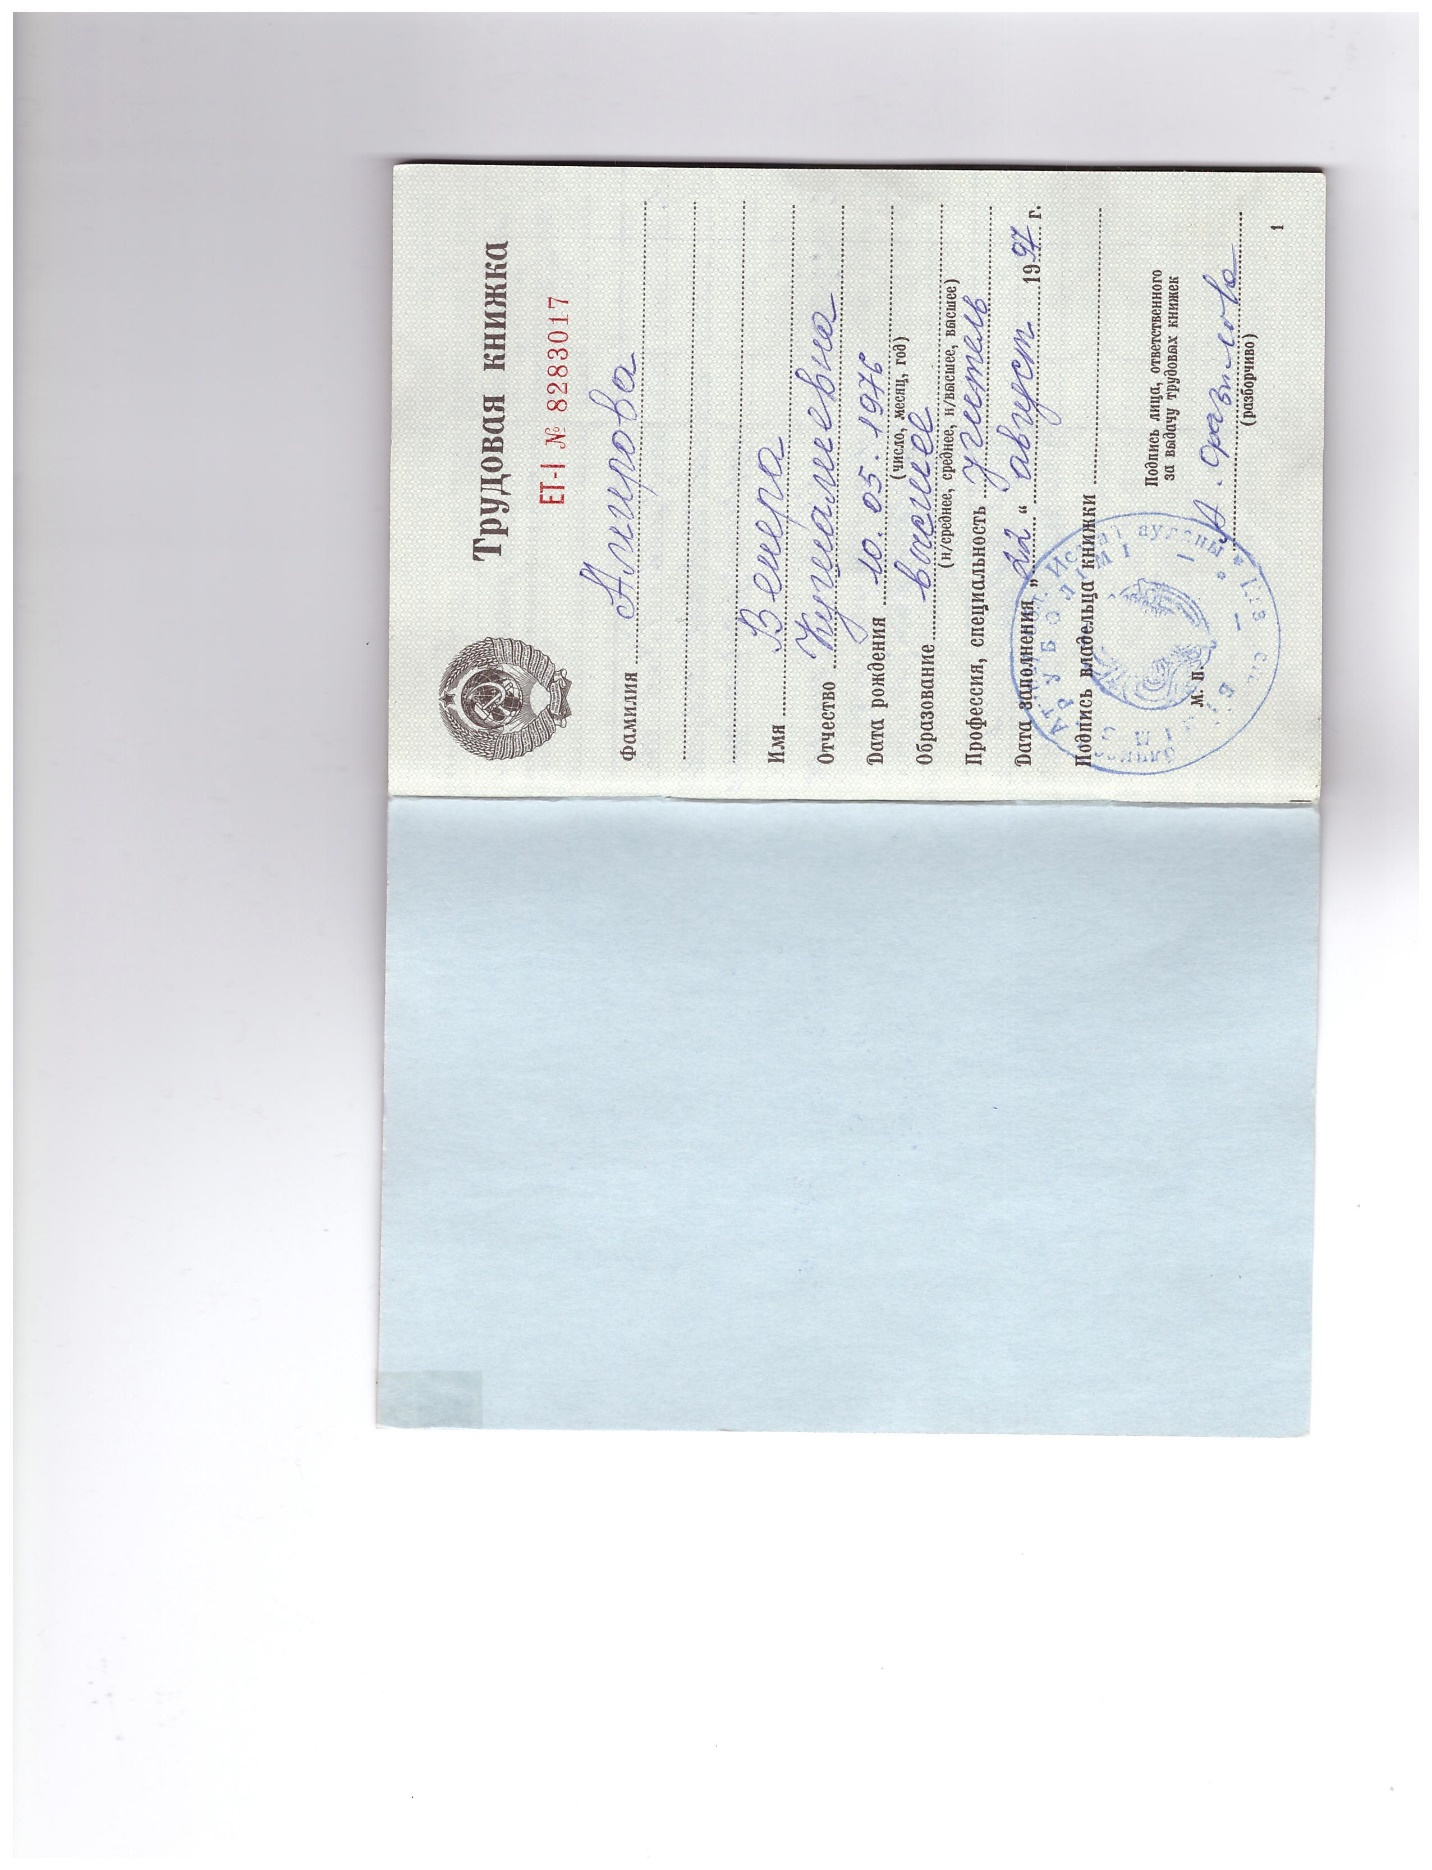 Трудовая книжка
ЕТ-I № 8283017
Фамилия Амирова
Имя Венера
Отчество
Дата рождения 10.05.1976
(число, месяц, год)
Образование высшее
(н/среднее, среднее, н/высшее, высшее)
Профессия, специальность учитель
Дата заполнения „ 22 “ август 1997 г.
Подпись владельца книжки
Подпись лица, ответственного
за выдачу трудовых книжек
М. П.
(разборчиво)
1